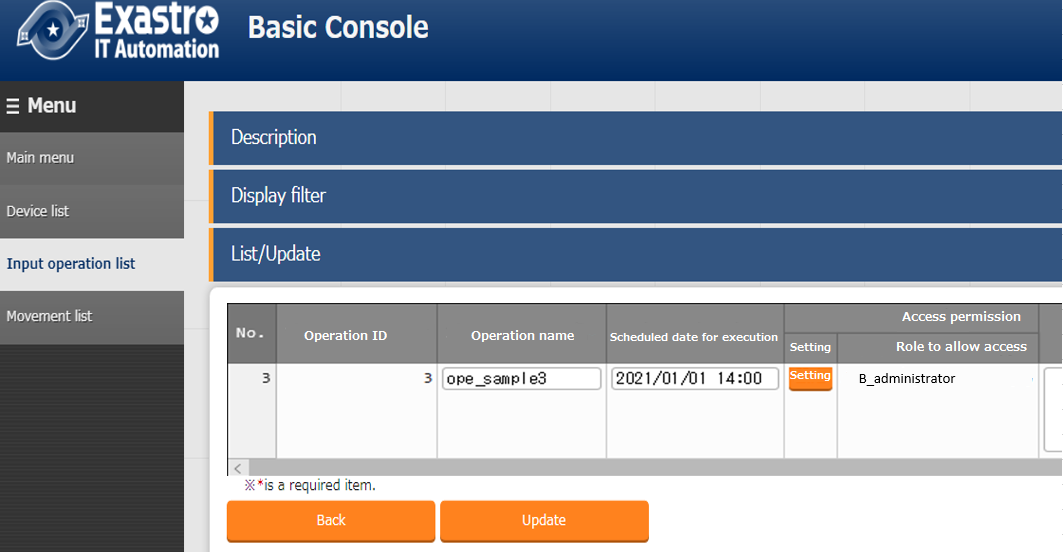 Exastro
IT Automation
Basic Console
Menu
Main menu
Device list
Input operation list
Movement list
Description
Display filter
List/Update
No. Operation ID Operation name Scheduled date for execution Access permission
Setting Role to allow access
3 3 ope_sample3 2021/01/01 14:00 Setting B_administrator
※*is a required item.
Back Update